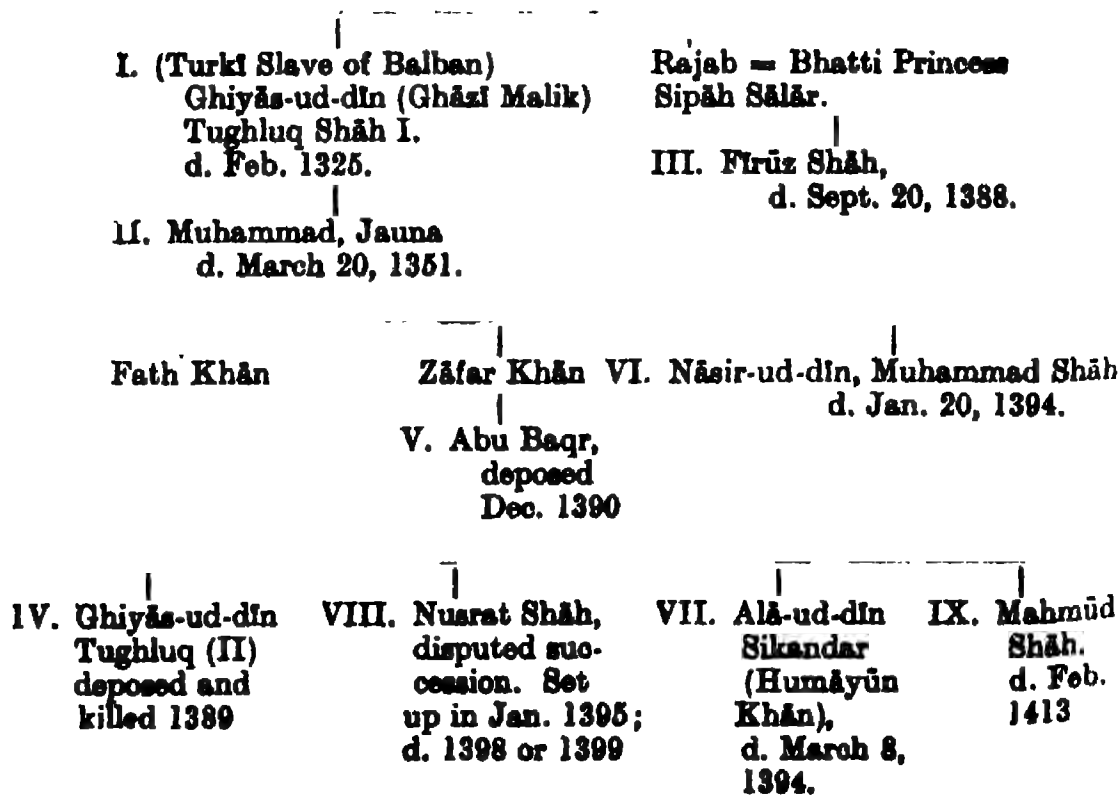 I. (Turkī Slave of Balban)
Ghiyās-ud-dīn (Ghāzī Malik)
Tughluq Shāh I.
d. Feb. 1325.
Rajab = Bhatti Princess
Sipāh Sālār.
III. Fīrūz Shāh,
d. Sept. 20, 1388.
II. Muhammad, Jauna
d. March 20, 1351.
Fath Khān
Zāfar Khān
VI. Nāsir-ud-dīn, Muhammad Shāh
d. Jan. 20, 1394.
V. Abu Baqr,
deposed
Dec. 1390
IV. Ghiyās-ud-dīn
Tughluq (II)
deposed and
killed 1389
VIII. Nusrat Shāh,
disputed suc-
cession. Set
up in Jan. 1395;
d. 1398 or 1399
VII. Alā-ud-dīn
Sikandar
(Humāyūn
Khān),
d. March 8,
1394.
IX. Mahmūd
Shāh.
d. Feb.
1413